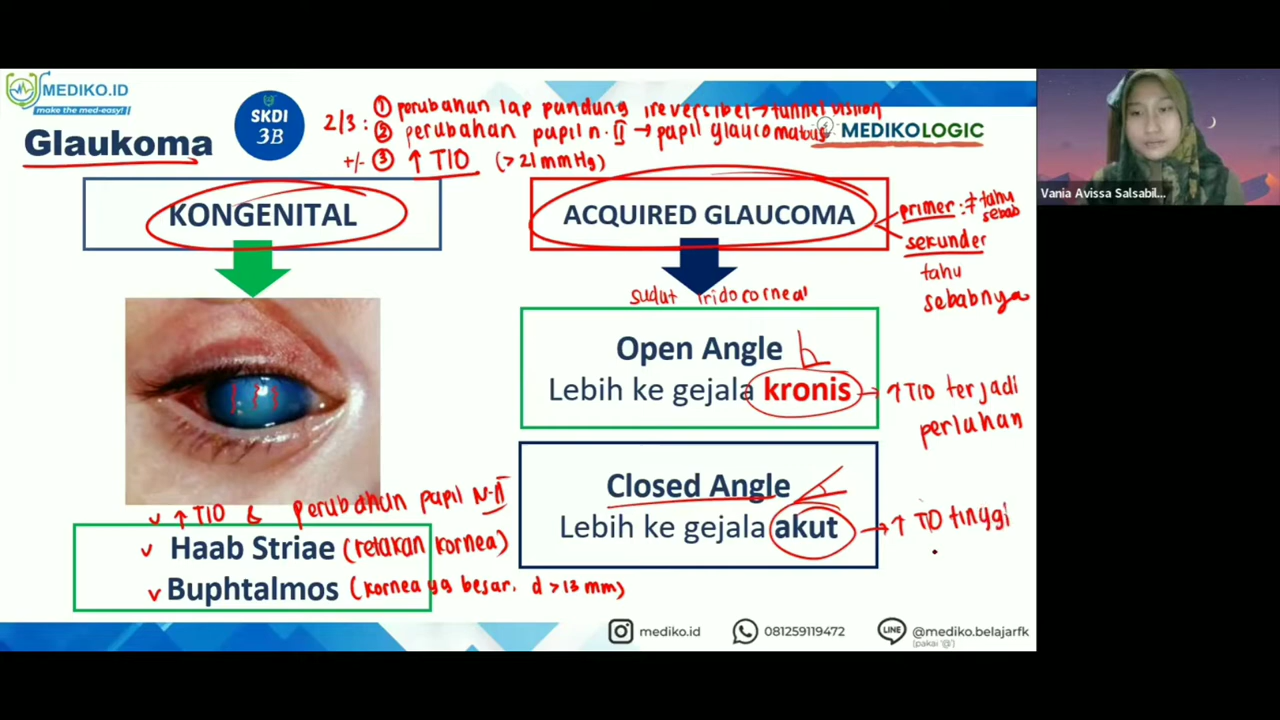 MEDIKO.ID
make the med-easy!
Glaukoma
SKDI
3B
2/3 : ① perubahan lap pandang ireversibel → tunnel vision
② perubahan papil n. II → papil glaucomatous
+/- ③ ↑ TIO (>21 mmHg)
MEDIKOLOGIC
Vania Avissa Salsabil...
KONGENITAL
ACQUIRED GLAUCOMA
primer : ≠ tahu
sebab
sekunder
tahu
sebabnya
sudut iridocorneal
Open Angle
Lebih ke gejala kronis → ↑ TIO terjadi
perlahan
Closed Angle
Lebih ke gejala akut → ↑ TIO tinggi
✓ ↑ TIO & perubahan papil N.II
✓ Haab Striae (retakan kornea)
✓ Buphtalmos (kornea yg besar. d > 13 mm)
mediko.id
081259119472
LINE
@mediko.belajarfk
(pakai '@')